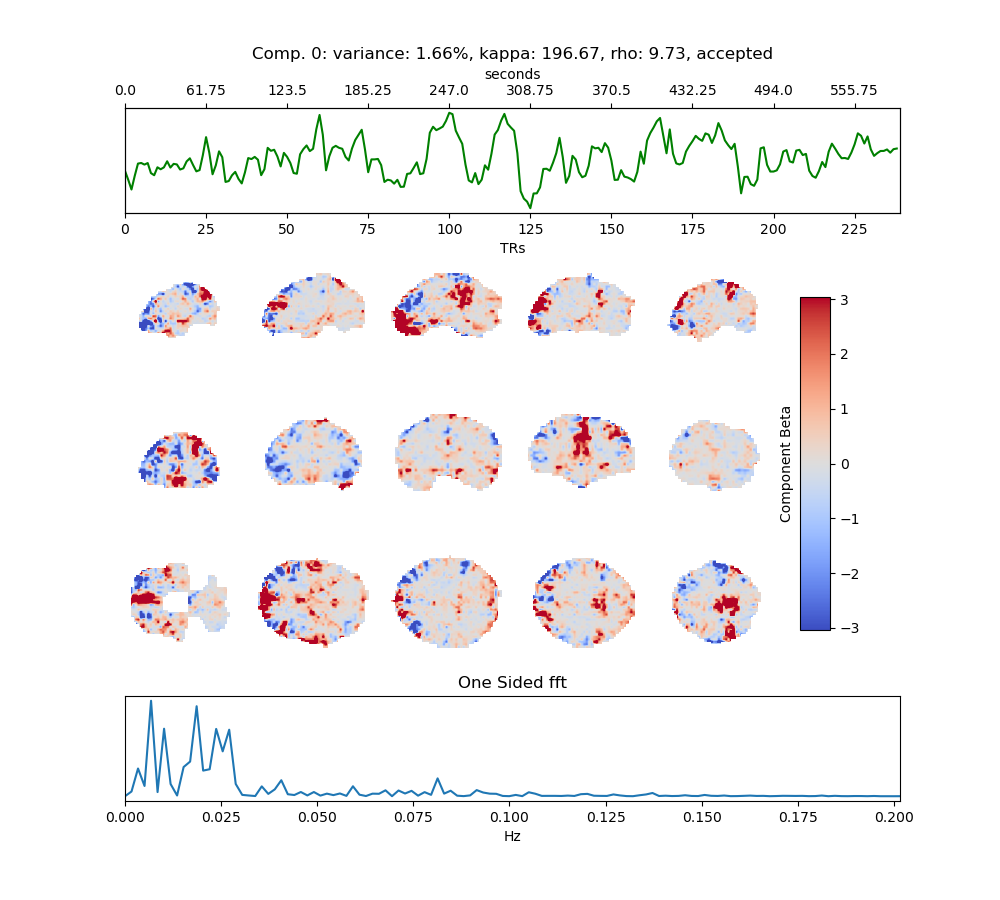 Comp. 0: variance: 1.66%, kappa: 196.67, rho: 9.73, accepted
seconds
0.0 61.75 123.5 185.25 247.0 308.75 370.5 432.25 494.0 555.75
0 25 50 75 100 125 150 175 200 225
TRs
3
2
1
0
−1
−2
−3
Component Beta
One Sided fft
0.000 0.025 0.050 0.075 0.100 0.125 0.150 0.175 0.200
Hz